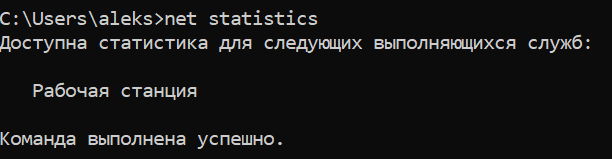 C:\Users\aleks>net statistics
Доступна статистика для следующих выполняющихся служб:
Рабочая станция
Команда выполнена успешно.